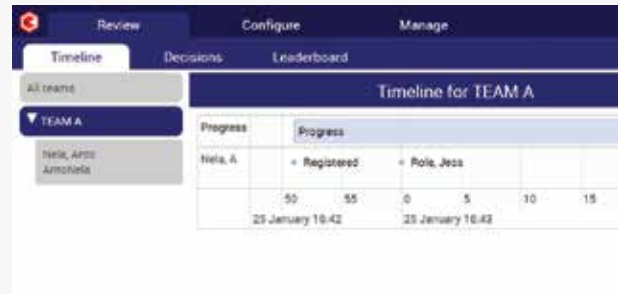 Review Configure Manage
Timeline Decisions Leaderboard
All teams
Timeline for TEAM A
TEAM A
Progress Progress
Nela, Anto
Antonela
Nela, A Registered Role, Jess
50 55 0 5 10 15
25 January 16:42 25 January 16:43